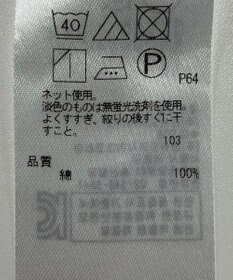 40
P
P64
ネット使用。
淡色のものは無蛍光洗剤を使用。
よくすすぎ、絞りの後すぐに干
すこと。
103
品質
綿 100%